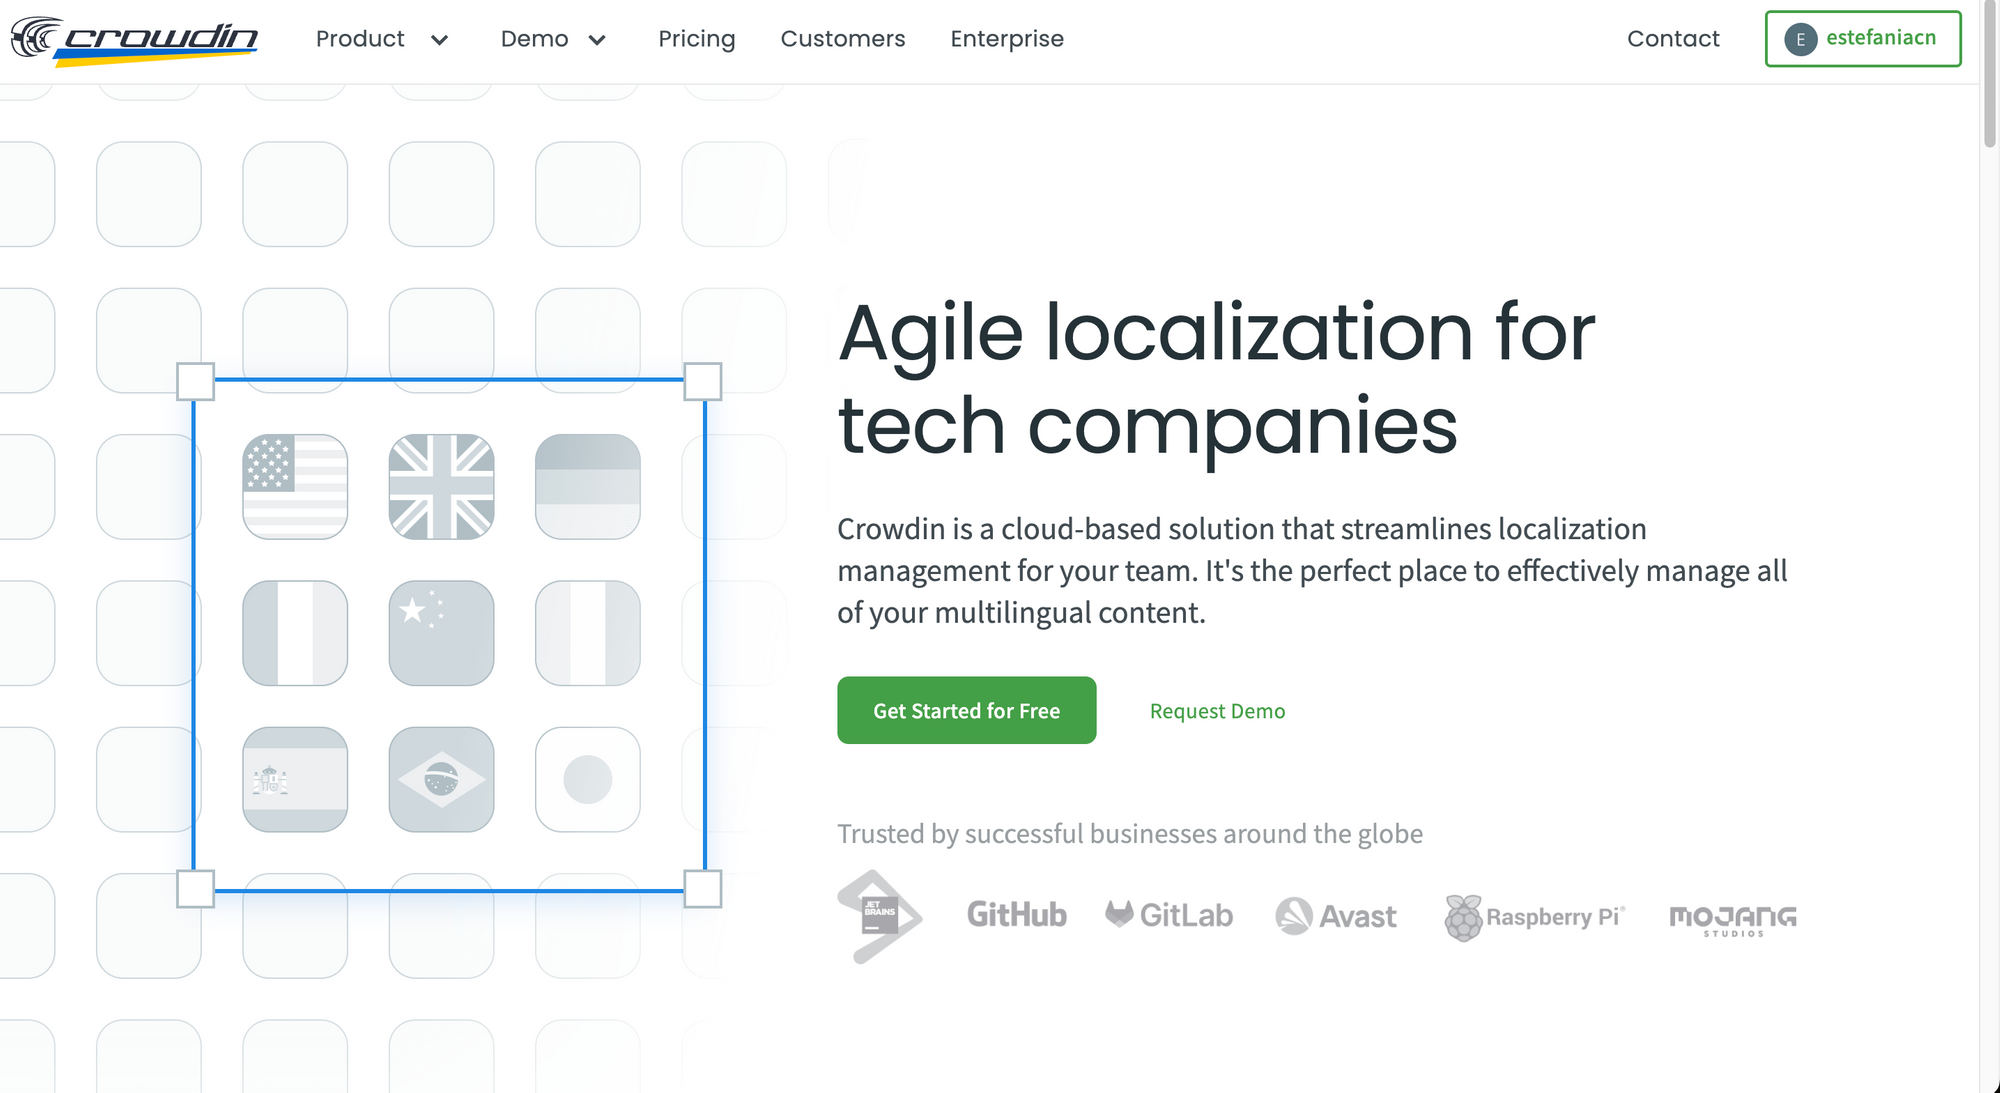 crowdin
Product
Demo
Pricing
Customers
Enterprise
Contact
E
estefaniacn
Agile localization for
tech companies
Crowdin is a cloud-based solution that streamlines localization
management for your team. It's the perfect place to effectively manage all
of your multilingual content.
Get Started for Free
Request Demo
Trusted by successful businesses around the globe
JET
BRAINS
GitHub
GitLab
Avast
Raspberry Pi®
MOJANG
STUDIOS